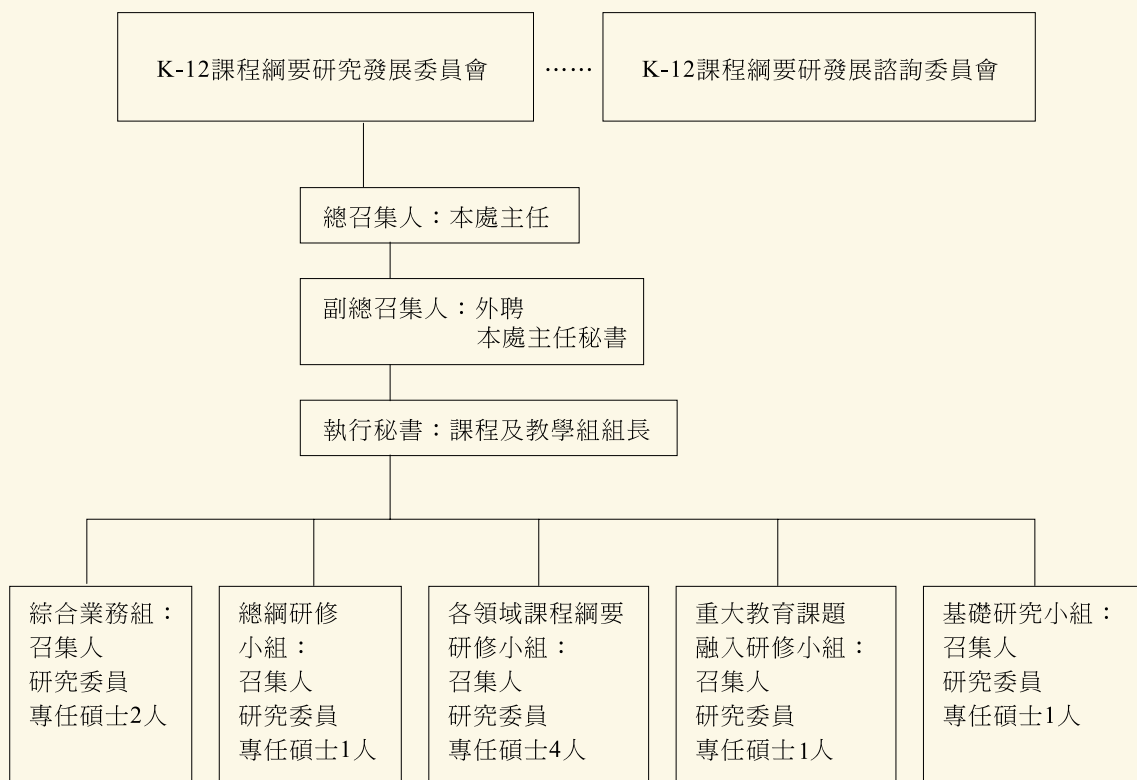 K-12課程綱要研究發展委員會
……
K-12課程綱要研發展諮詢委員會
總召集人：本處主任
副總召集人：外聘
本處主任秘書
執行秘書：課程及教學組組長
綜合業務組：
召集人
研究委員
專任碩士2人
總綱研修
小組：
召集人
研究委員
專任碩士1人
各領域課程綱要
研修小組：
召集人
研究委員
專任碩士4人
重大教育課題
融入研修小組：
召集人
研究委員
專任碩士1人
基礎研究小組：
召集人
研究委員
專任碩士1人